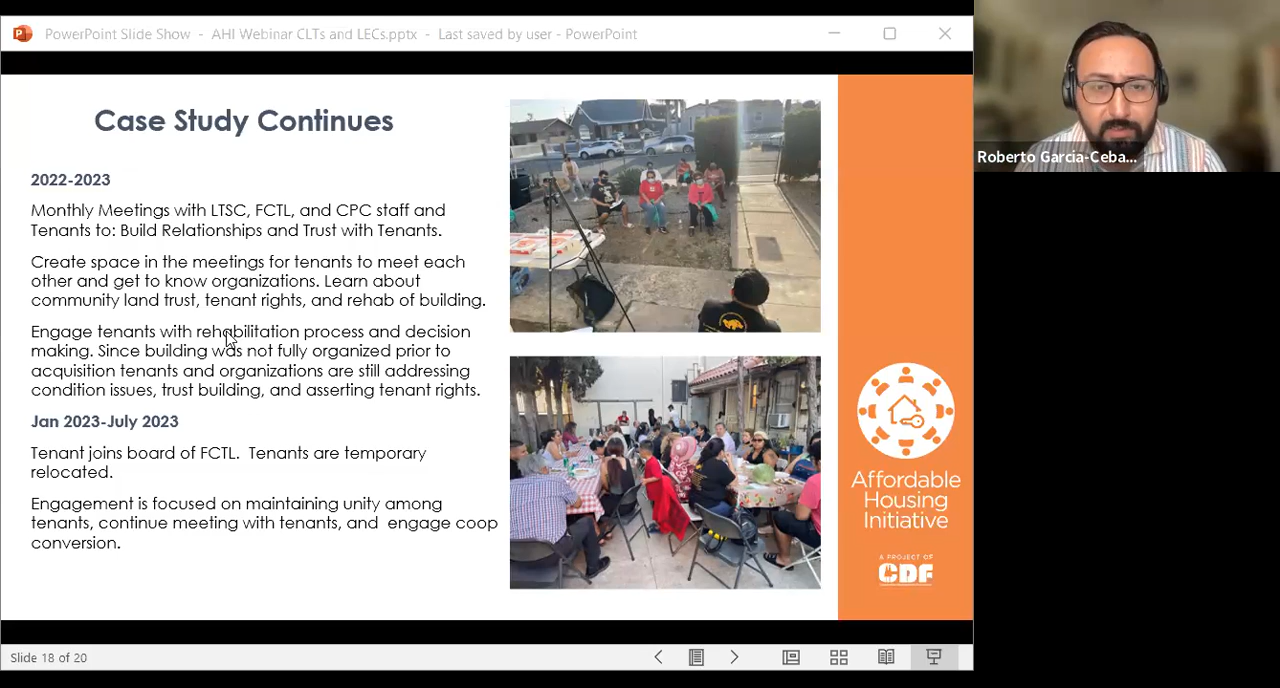 PowerPoint Slide Show - AHI Webinar CLTs and LECs.pptx - Last saved by user - PowerPoint
Roberto Garcia-Ceba...
Case Study Continues
2022-2023
Monthly Meetings with LTSC, FCTL, and CPC staff and
Tenants to: Build Relationships and Trust with Tenants.
Create space in the meetings for tenants to meet each
other and get to know organizations. Learn about
community land trust, tenant rights, and rehab of building.
Engage tenants with rehabilitation process and decision
making. Since building was not fully organized prior to
acquisition tenants and organizations are still addressing
condition issues, trust building, and asserting tenant rights.
Jan 2023-July 2023
Tenant joins board of FCTL. Tenants are temporary
relocated.
Engagement is focused on maintaining unity among
tenants, continue meeting with tenants, and engage coop
conversion.
Affordable
Housing
Initiative
A PROJECT OF
CDF
Slide 18 of 20